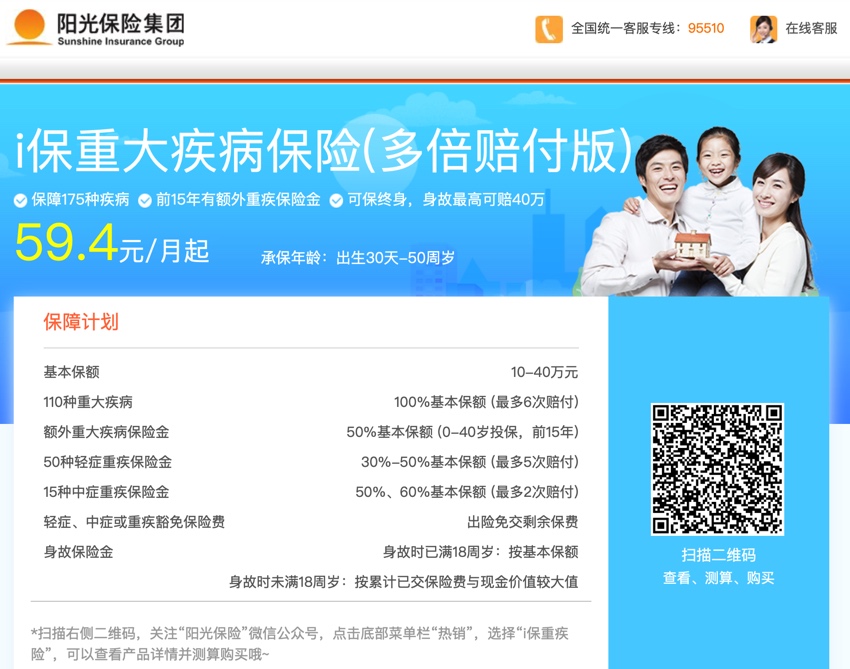 阳光保险集团
Sunshine Insurance Group
全国统一客服专线：95510
在线客服
i保重大疾病保险(多倍赔付版)
保障175种疾病 前15年有额外重疾保险金 可保终身，身故最高可赔40万
59.4元/月起
承保年龄：出生30天-50周岁
保障计划
基本保额 10-40万元
110种重大疾病 100%基本保额 (最多6次赔付)
额外重大疾病保险金 50%基本保额 (0-40岁投保，前15年)
50种轻症重疾保险金 30%-50%基本保额 (最多5次赔付)
15种中症重疾保险金 50%、60%基本保额 (最多2次赔付)
轻症、中症或重疾豁免保险费 出险免交剩余保费
身故保险金 身故时已满18周岁：按基本保额
身故时未满18周岁：按累计已交保险费与现金价值较大值
*扫描右侧二维码，关注“阳光保险”微信公众号，点击底部菜单栏“热销”，选择“i保重疾
险”，可以查看产品详情并测算购买哦~
扫描二维码
查看、测算、购买